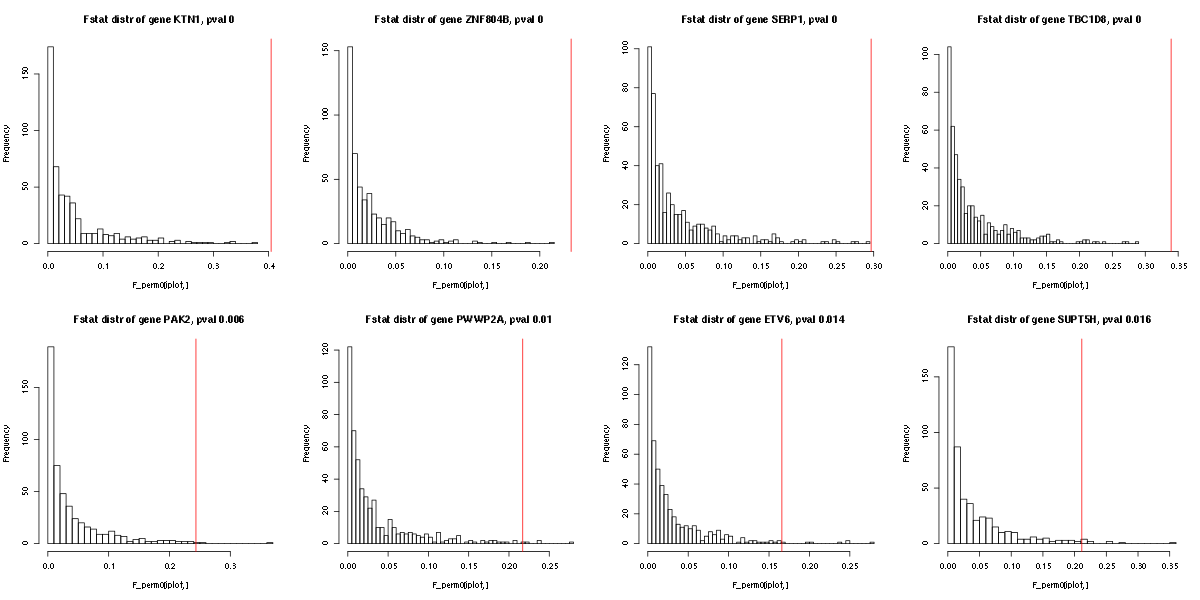 Fstat distr of gene KTN1, pval 0
Frequency
0 50 100 150
0.0 0.1 0.2 0.3 0.4
F_perm0[iplot, ]
Fstat distr of gene ZNF804B, pval 0
Frequency
0 50 100 150
0.00 0.05 0.10 0.15 0.20
F_perm0[iplot, ]
Fstat distr of gene SERP1, pval 0
Frequency
0 20 40 60 80 100
0.00 0.05 0.10 0.15 0.20 0.25 0.30
F_perm0[iplot, ]
Fstat distr of gene TBC1D8, pval 0
Frequency
0 20 40 60 80 100
0.00 0.05 0.10 0.15 0.20 0.25 0.30 0.35
F_perm0[iplot, ]
Fstat distr of gene PAK2, pval 0.006
Frequency
0 50 100 150
0.0 0.1 0.2 0.3
F_perm0[iplot, ]
Fstat distr of gene PWWP2A, pval 0.01
Frequency
0 20 40 60 80 100 120
0.00 0.05 0.10 0.15 0.20 0.25
F_perm0[iplot, ]
Fstat distr of gene ETV6, pval 0.014
Frequency
0 20 40 60 80 100 120
0.00 0.05 0.10 0.15 0.20 0.25
F_perm0[iplot, ]
Fstat distr of gene SUPT5H, pval 0.016
Frequency
0 50 100 150
0.00 0.05 0.10 0.15 0.20 0.25 0.30 0.35
F_perm0[iplot, ]